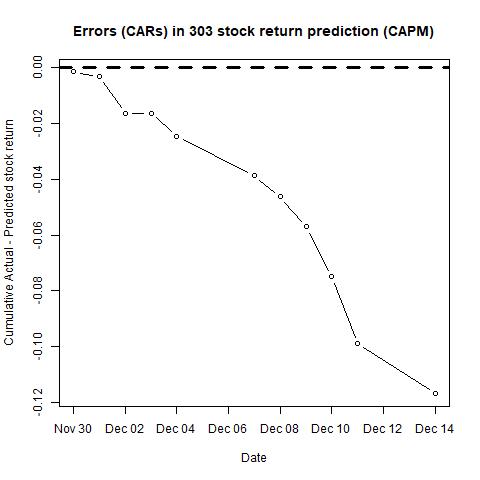 Errors (CARs) in 303 stock return prediction (CAPM)
Cumulative Actual - Predicted stock return
0.00
-0.02
-0.04
-0.06
-0.08
-0.10
-0.12
Nov 30 Dec 02 Dec 04 Dec 06 Dec 08 Dec 10 Dec 12 Dec 14
Date